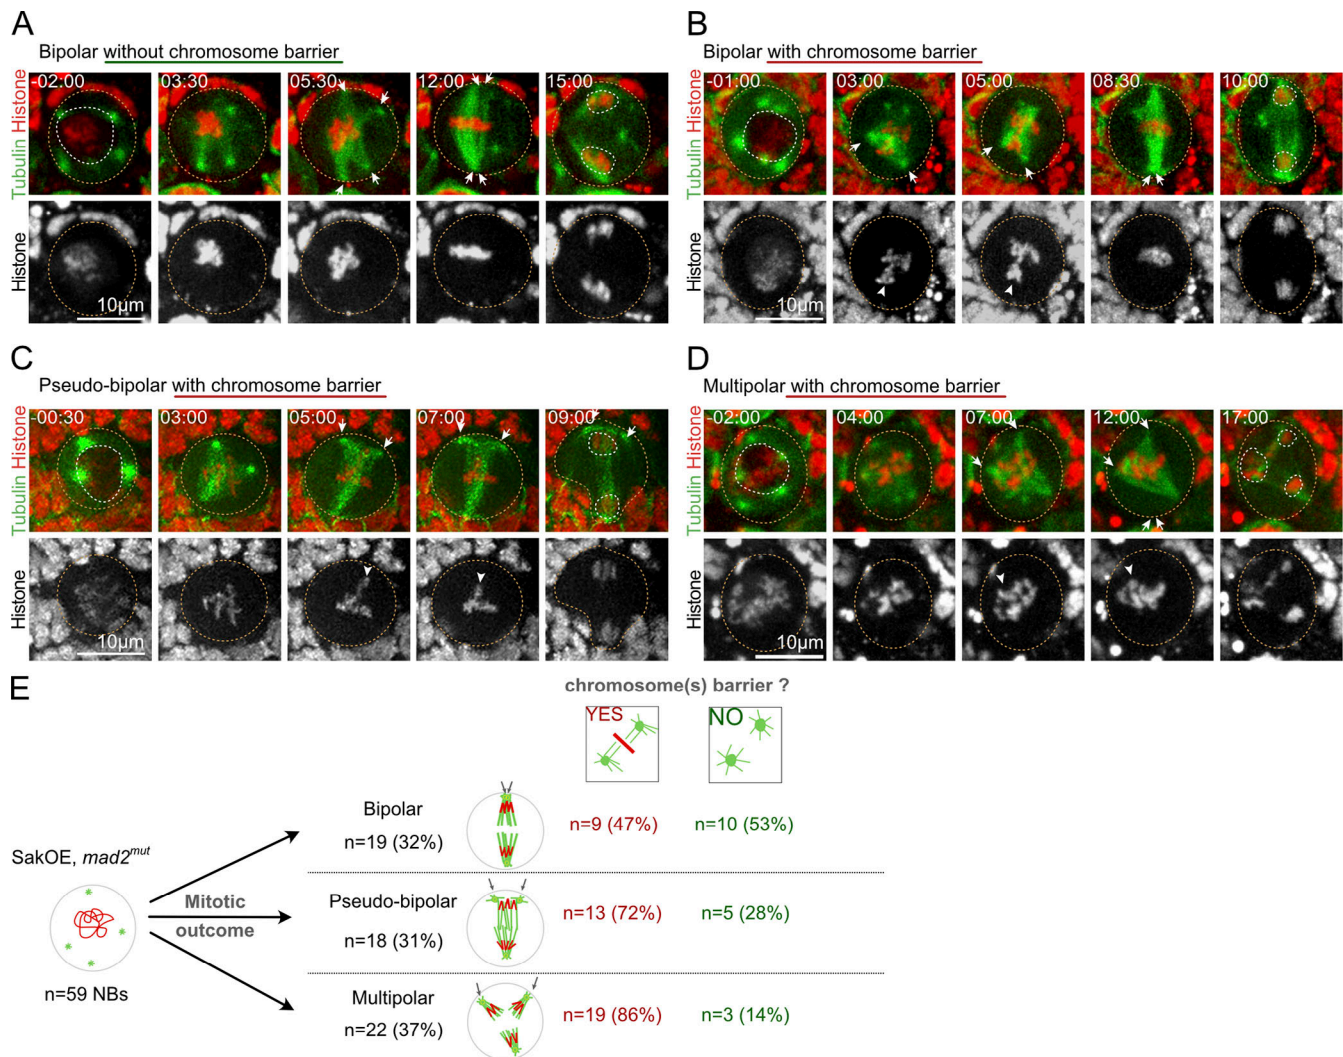 A
Bipolar without chromosome barrier
Tubulin Histone
-02:00
03:30
05:30
12:00
15:00
Histone
10µm
B
Bipolar with chromosome barrier
Tubulin Histone
-01:00
03:00
05:00
08:30
10:00
Histone
10µm
C
Pseudo-bipolar with chromosome barrier
Tubulin Histone
-00:30
03:00
05:00
07:00
09:00
Histone
10µm
D
Multipolar with chromosome barrier
Tubulin Histone
-02:00
04:00
07:00
12:00
17:00
Histone
10µm
E
chromosome(s) barrier ?
YES
NO
SakOE, mad2mut
n=59 NBs
Mitotic
outcome
Bipolar
n=19 (32%)
n=9 (47%)
n=10 (53%)
Pseudo-bipolar
n=18 (31%)
n=13 (72%)
n=5 (28%)
Multipolar
n=22 (37%)
n=19 (86%)
n=3 (14%)